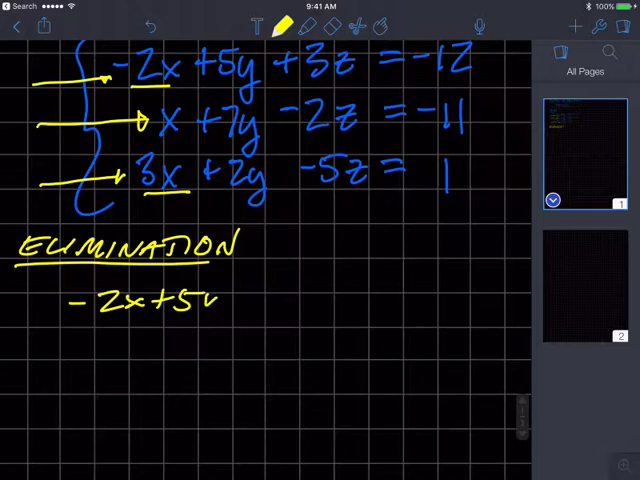 Search 9:41 AM 100%
All Pages
-2x +5y +3z = -12
x +7y -2z = -11
3x +2y -5z = 1
1
ELIMINATION
-2x+5
2